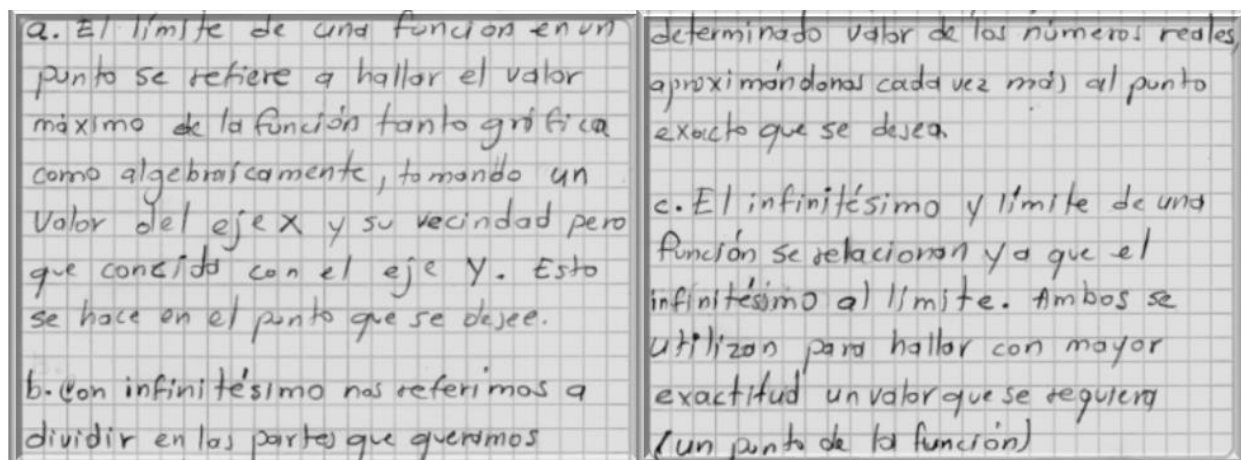 a. El límite de una función en un
punto se refiere a hallar el valor
máximo de la función tanto gráfica
como algebraícamente, tomando un
valor del eje X y su vecindad pero
que concida con el eje Y. Esto
se hace en el punto que se desee.
b. Con infinitésimo nos referimos a
dividir en las partes que queramos
determinado valor de los números reales,
aproximándonos cada vez más al punto
exacto que se desea.
c. El infinitésimo y límite de una
función se relacionan ya que el
infinitésimo al límite. Ambos se
utilizan para hallar con mayor
exactitud un valor que se requiera
(un punto de la función)